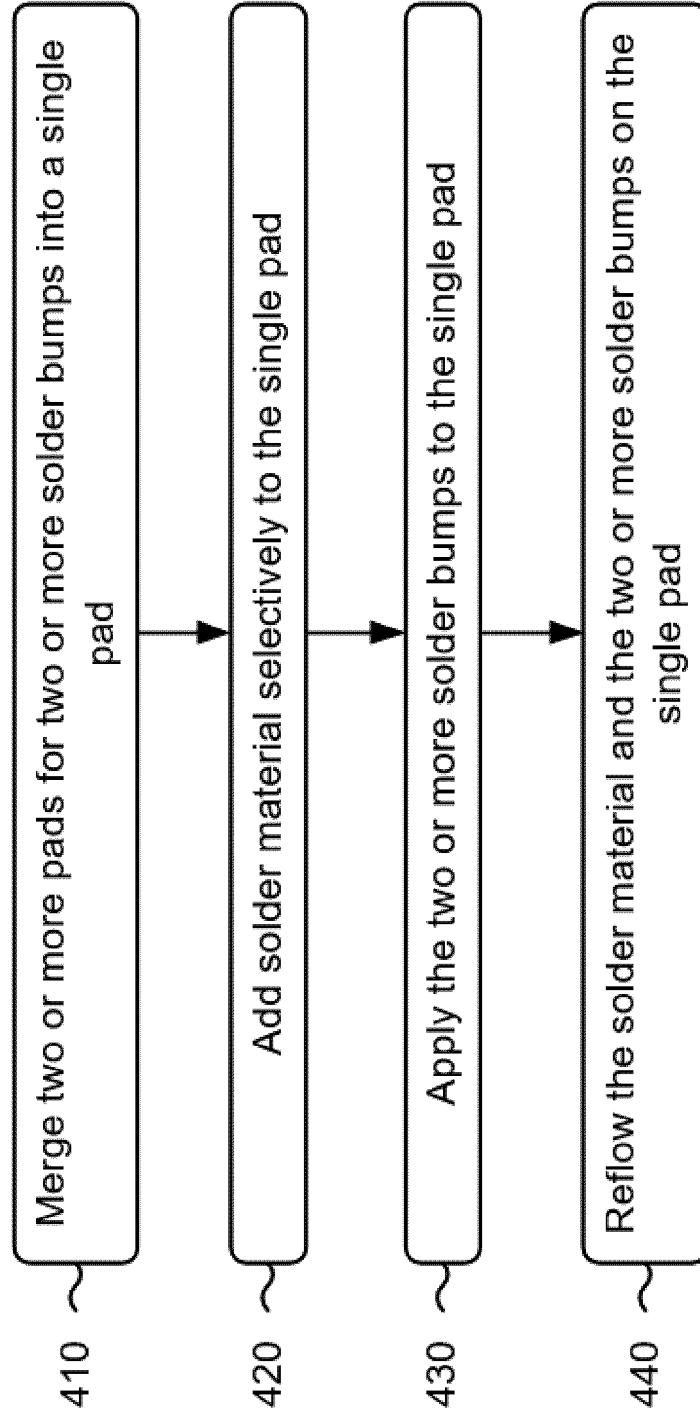 410
Merge two or more pads for two or more solder bumps into a single
pad
420
Add solder material selectively to the single pad
430
Apply the two or more solder bumps to the single pad
440
Reflow the solder material and the two or more solder bumps on the
single pad